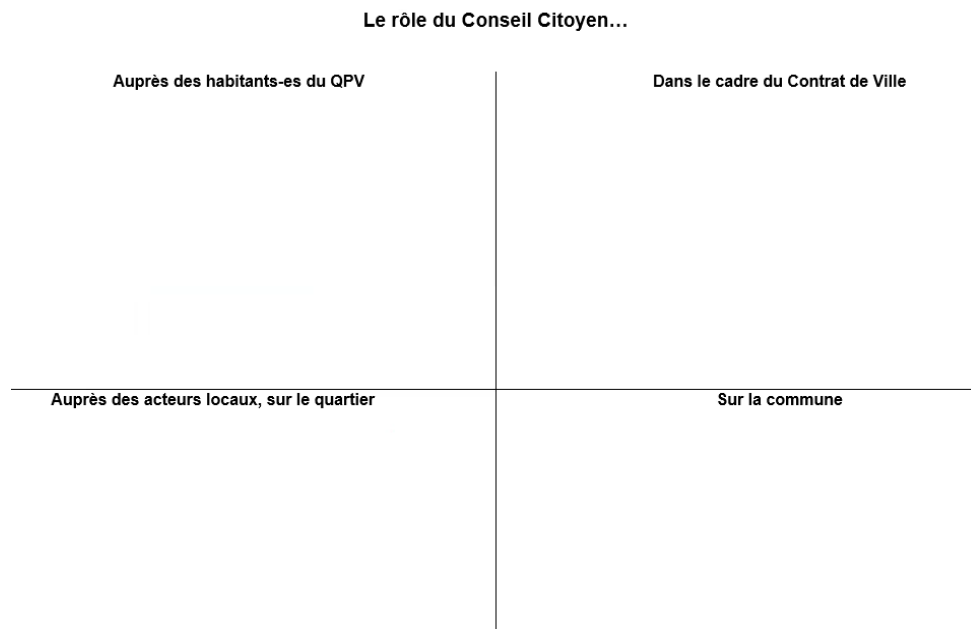 Le rôle du Conseil Citoyen…
Auprès des habitants-es du QPV
Dans le cadre du Contrat de Ville
Auprès des acteurs locaux, sur le quartier
Sur la commune